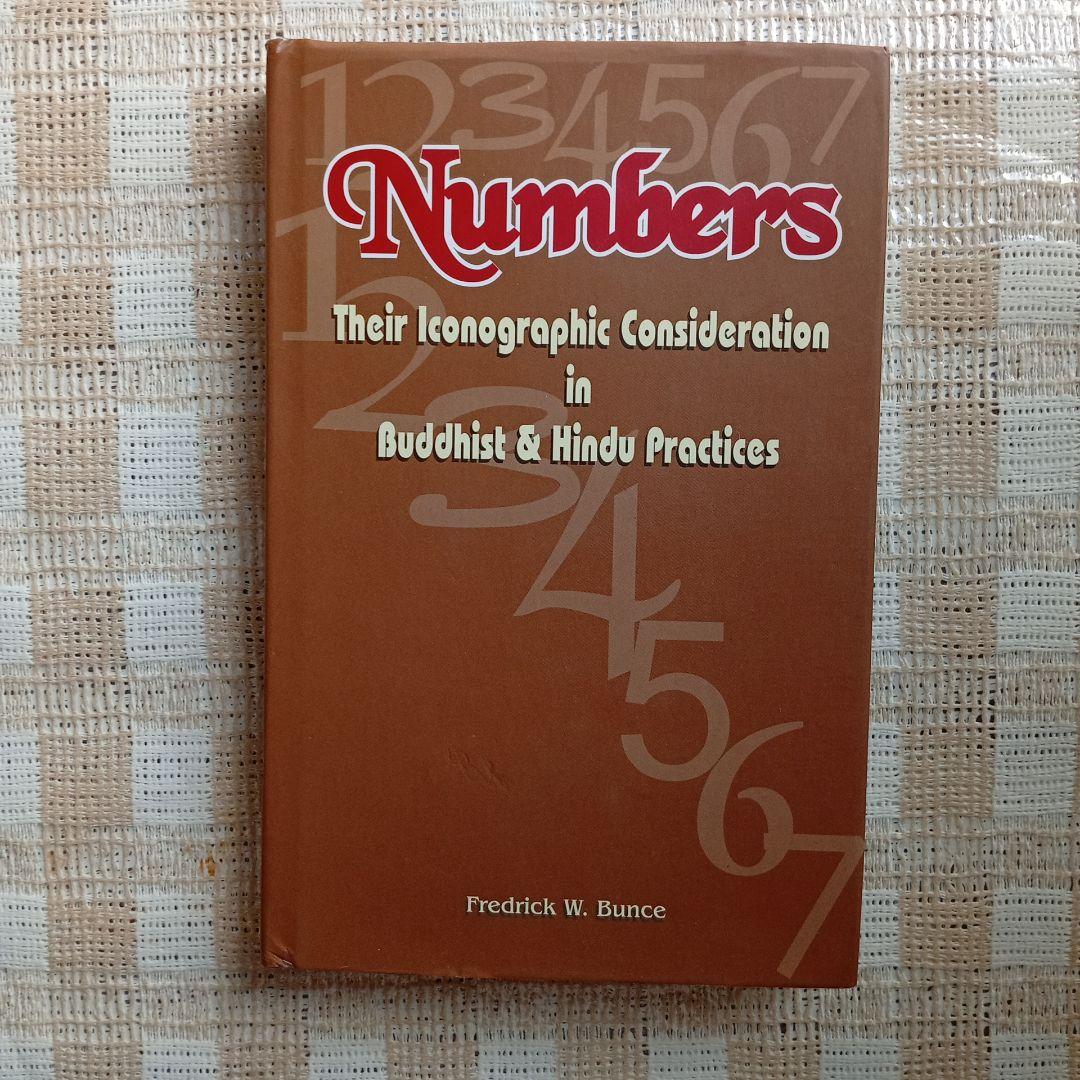 1234567
Numbers
Their Iconographic Consideration
in
Buddhist & Hindu Practices
1
2
3
4
5
6
7
Fredrick W. Bunce